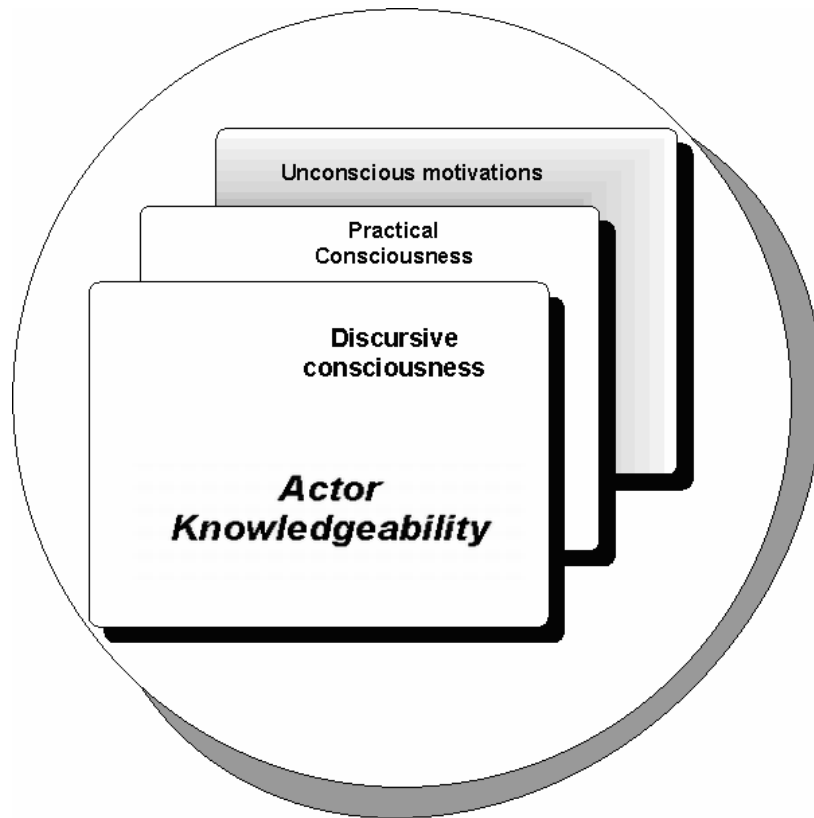 Unconscious motivations
Practical
Consciousness
Discursive
consciousness
Actor
Knowledgeability